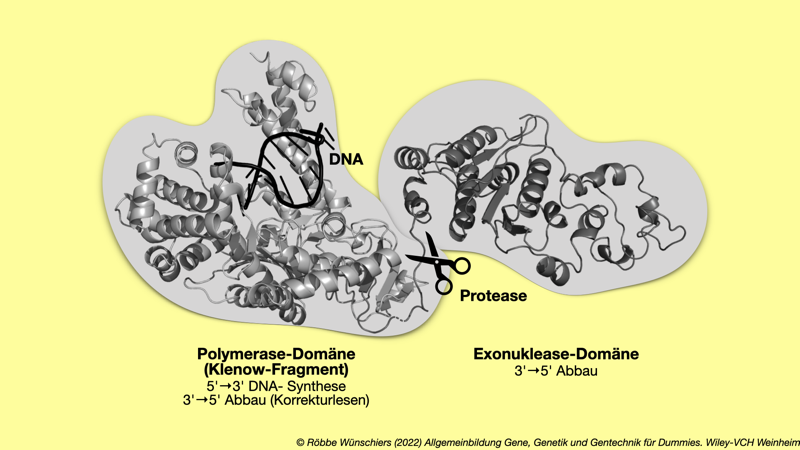 DNA
Protease
Polymerase-Domäne
(Klenow-Fragment)
5'→3' DNA- Synthese
3'→5' Abbau (Korrekturlesen)
Exonuklease-Domäne
3'→5' Abbau
© Röbbe Wünschiers (2022) Allgemeinbildung Gene, Genetik und Gentechnik für Dummies. Wiley-VCH Weinheim